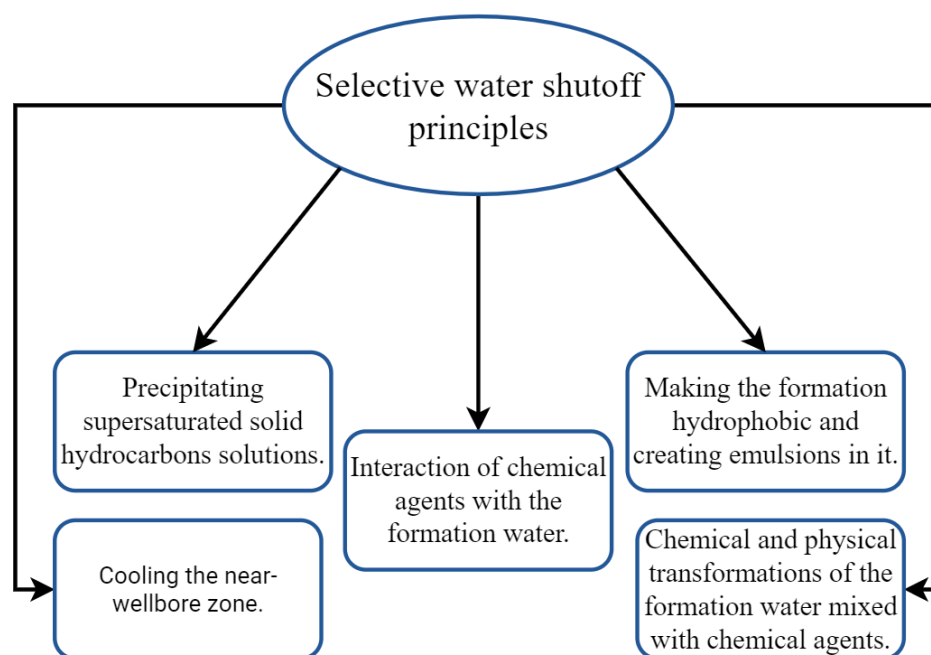 Selective water shutoff
principles
Precipitating
supersaturated solid
hydrocarbons solutions.
Interaction of chemical
agents with the
formation water.
Making the formation
hydrophobic and
creating emulsions in it.
Cooling the near-
wellbore zone.
Chemical and physical
transformations of the
formation water mixed
with chemical agents.